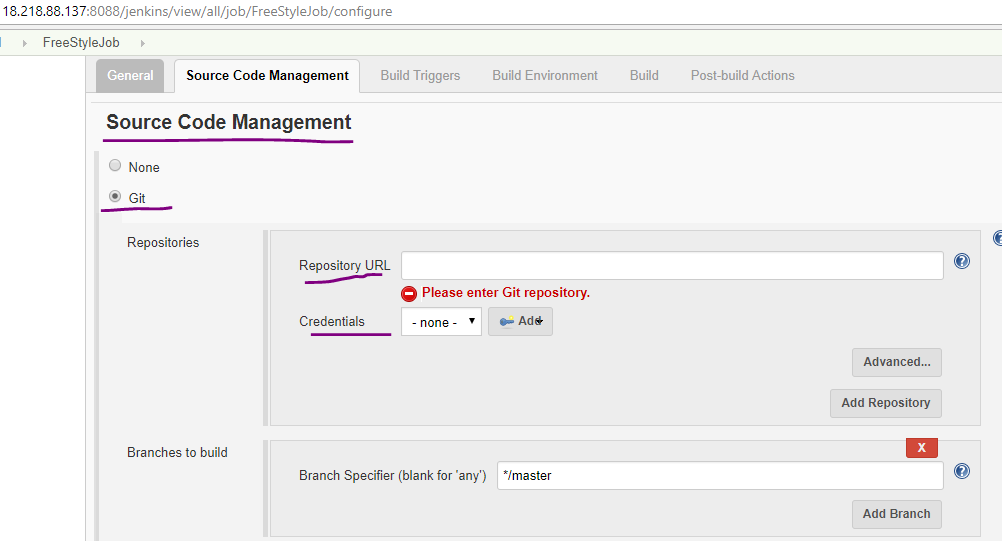 18.218.88.137:8088/jenkins/view/all/job/FreeStyleJob/configure
FreeStyleJob
General Source Code Management Build Triggers Build Environment Build Post-build Actions
Source Code Management
None
Git
Repositories
Repository URL
Please enter Git repository.
Credentials - none - Add
Advanced...
Add Repository
Branches to build
X
Branch Specifier (blank for 'any') */master
Add Branch